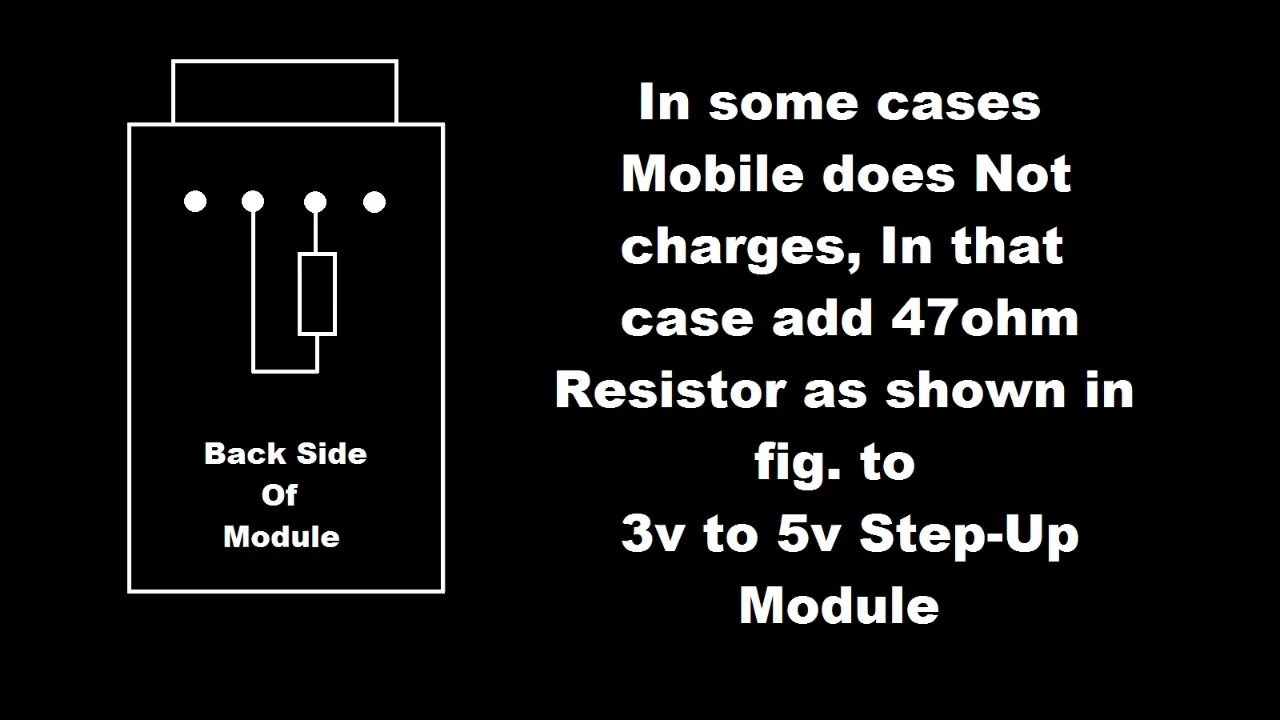 In some cases
Mobile does Not
charges, In that
case add 47ohm
Resistor as shown in
fig. to
3v to 5v Step-Up
Module
Back Side
Of
Module